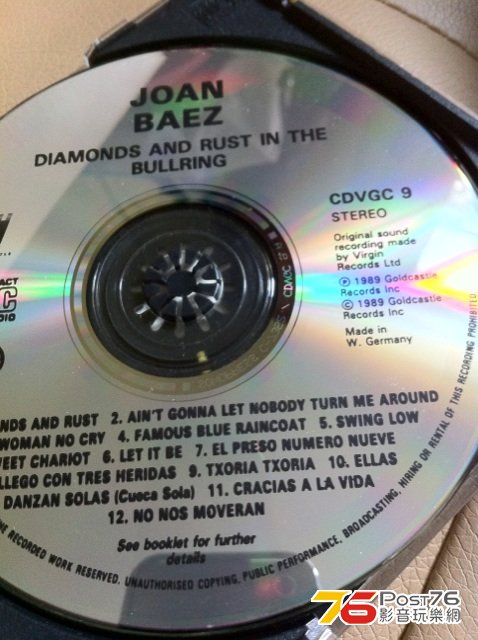 JOAN
BAEZ
DIAMONDS AND RUST IN THE
BULLRING
CDVGC 9
STEREO
Original sound
recording made
by Virgin
Records Ltd
Ⓟ 1989 Goldcastle
Records Inc
© 1989 Goldcastle
Records Inc
Made in
W. Germany
NDS AND RUST 2. AIN'T GONNA LET NOBODY TURN ME AROUND
WOMAN NO CRY 4. FAMOUS BLUE RAINCOAT 5. SWING LOW
EET CHARIOT 6. LET IT BE 7. EL PRESO NUMERO NUEVE
LLEGO CON TRES HERIDAS 9. TXORIA TXORIA 10. ELLAS
DANZAN SOLAS (Cueca Sola) 11. CRACIAS A LA VIDA
12. NO NOS MOVERAN
See booklet for further
details
HE RECORDED WORK RESERVED. UNAUTHORISED COPYING, PUBLIC PERFORMANCE, BROADCASTING, HIRING OR RENTAL OF THIS RECORDING PROHIBITED
76 Post76
影音玩樂網